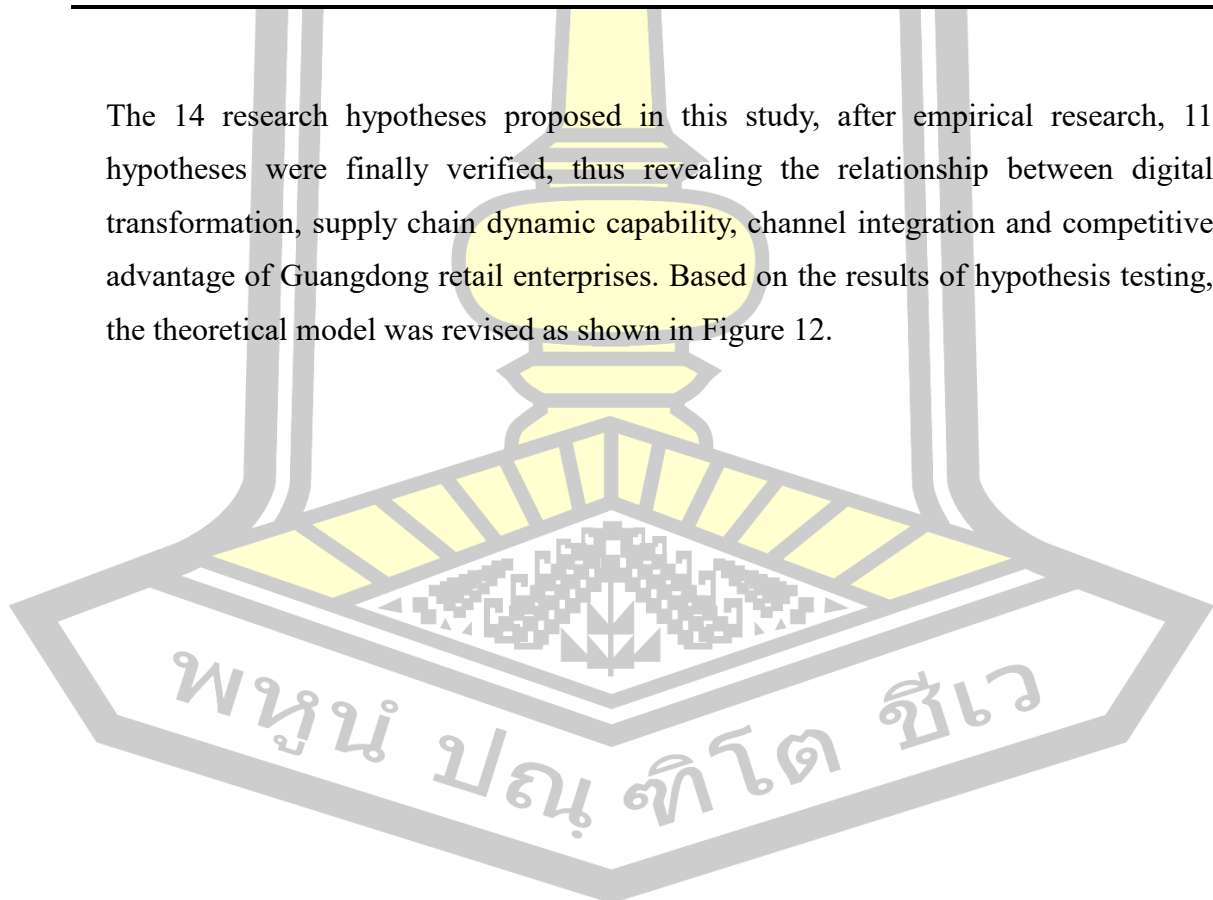 The 14 research hypotheses proposed in this study, after empirical research, 11
hypotheses were finally verified, thus revealing the relationship between digital
transformation, supply chain dynamic capability, channel integration and competitive
advantage of Guangdong retail enterprises. Based on the results of hypothesis testing,
the theoretical model was revised as shown in Figure 12.
พหูนํ ปณฺฑิโต ชีเว